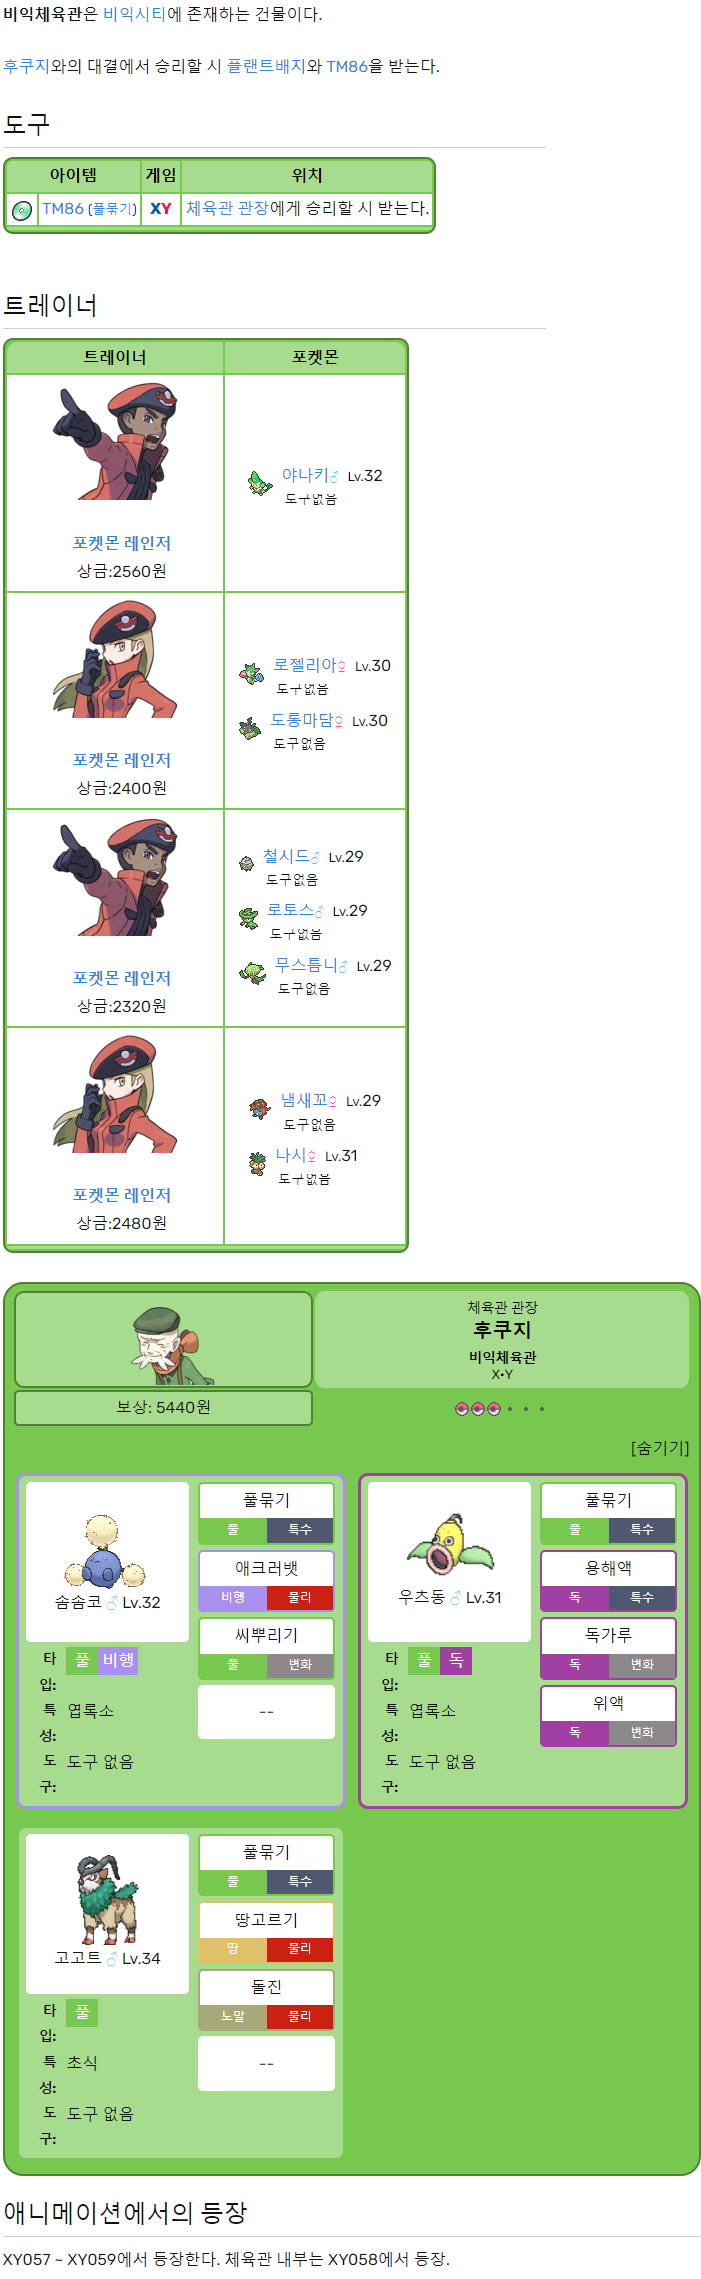 비익체육관은 비익시티에 존재하는 건물이다.
후쿠지와의 대결에서 승리할 시 플랜트배지와 TM86을 받는다.
도구
아이템 게임 위치
TM86 (풀묶기) XY 체육관 관장에게 승리할 시 받는다.
트레이너
트레이너 포켓몬
야나키♂ Lv.32
도구없음
포켓몬 레인저
상금:2560원
로젤리아♀ Lv.30
도구없음
도롱마담♀ Lv.30
도구없음
포켓몬 레인저
상금:2400원
철시드♂ Lv.29
도구없음
로토스♂ Lv.29
도구없음
무스틈니♂ Lv.29
도구없음
포켓몬 레인저
상금:2320원
냄새꼬♀ Lv.29
도구없음
나시♀ Lv.31
도구없음
포켓몬 레인저
상금:2480원
체육관 관장
후쿠지
비익체육관
X•Y
보상: 5440원
[숨기기]
솜솜코 ♂ Lv.32
풀묶기
풀 특수
애크러뱃
비행 물리
씨뿌리기
풀 변화
--
타입: 풀 비행
특성: 엽록소
도구: 도구 없음
우츠동 ♂ Lv.31
풀묶기
풀 특수
용해액
독 특수
독가루
독 변화
위액
독 변화
타입: 풀 독
특성: 엽록소
도구: 도구 없음
고고트 ♂ Lv.34
풀묶기
풀 특수
땅고르기
땅 물리
돌진
노말 물리
--
타입: 풀
특성: 초식
도구: 도구 없음
애니메이션에서의 등장
XY057 ~ XY059에서 등장한다. 체육관 내부는 XY058에서 등장.